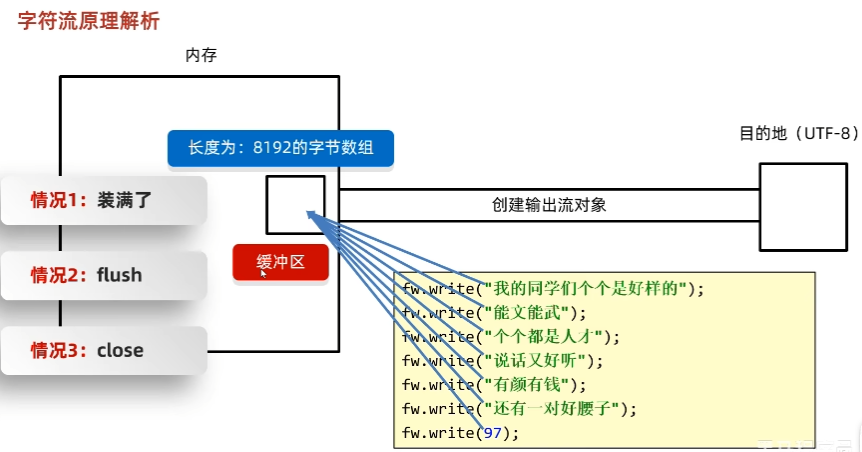 字符流原理解析
内存
长度为：8192的字节数组
目的地（UTF-8）
情况1：装满了
创建输出流对象
缓冲区
情况2：flush
情况3：close
fw.write("我的同学们个个是好样的");
fw.write("能文能武");
fw.write("个个都是人才");
fw.write("说话又好听");
fw.write("有颜有钱");
fw.write("还有一对好腰子");
fw.write(97);